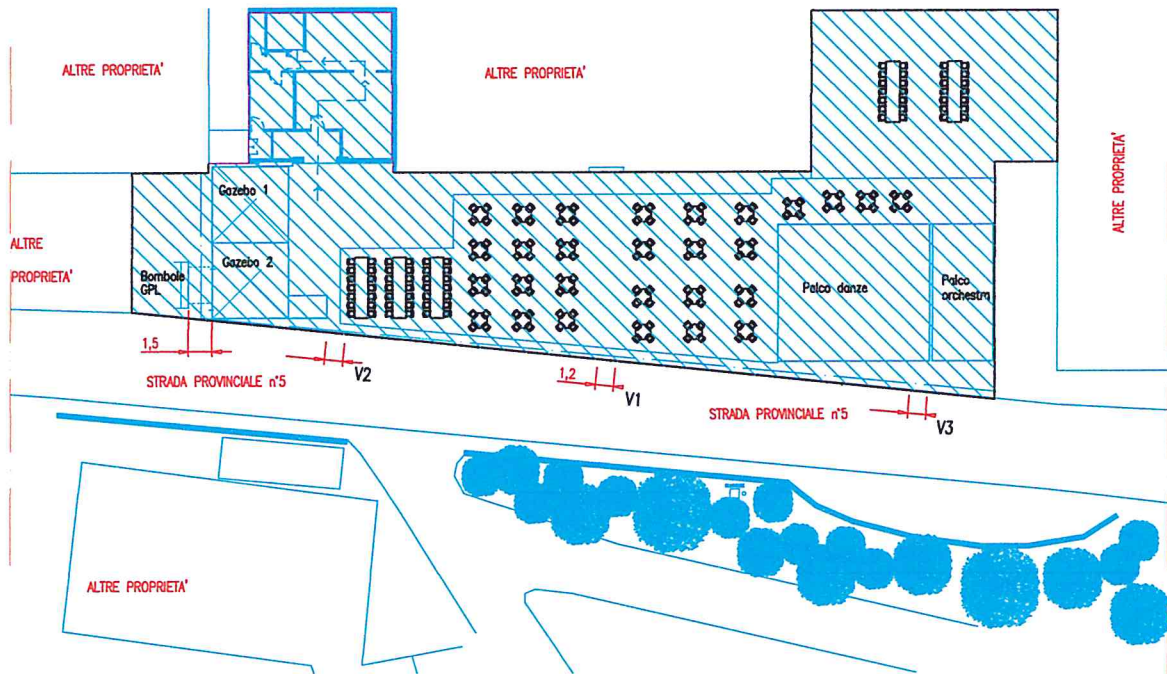 ALTRE PROPRIETA'
ALTRE PROPRIETA'
ALTRE PROPRIETA'
Gazebo 1
ALTRE
PROPRIETA'
Gazebo 2
Bombole
GPL
Palco danze
Palco
orchestra
1,5
V2
1,2
V1
STRADA PROVINCIALE n°5
STRADA PROVINCIALE n°5
V3
ALTRE PROPRIETA'